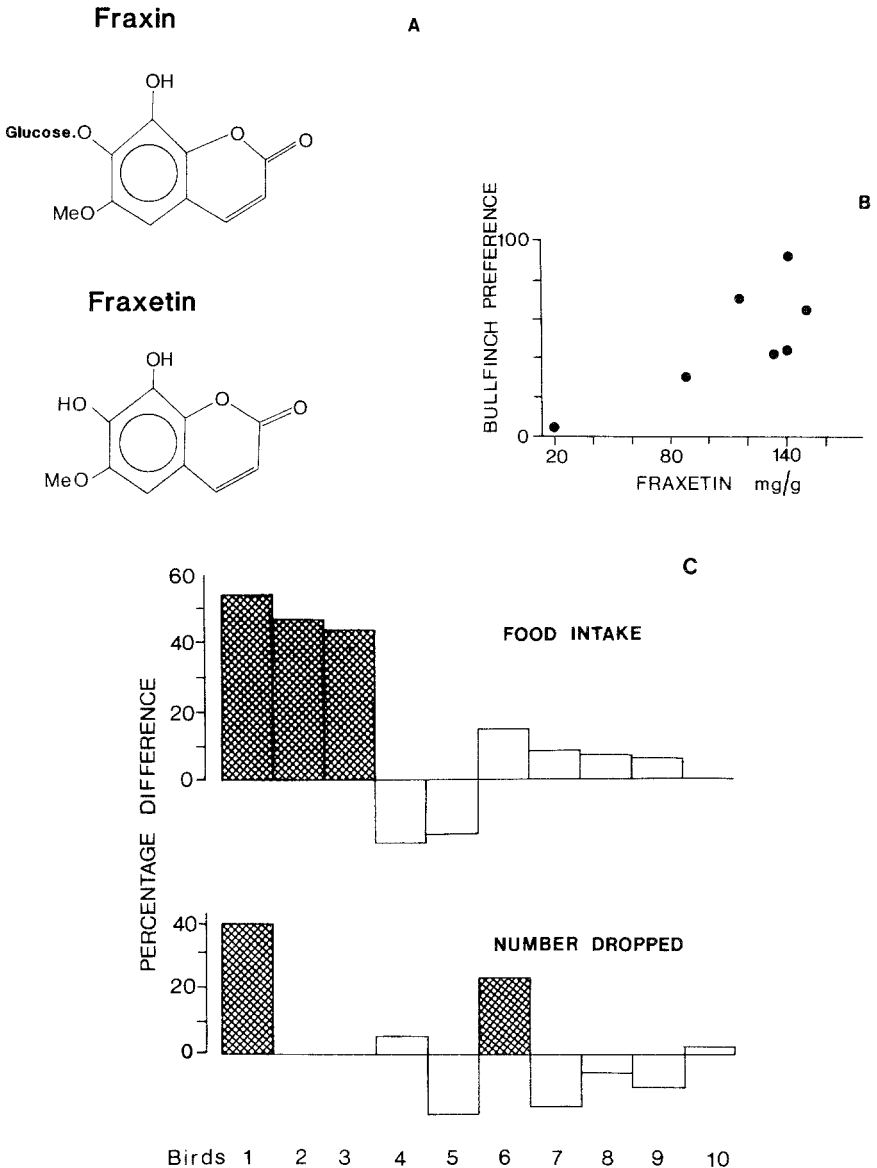 Fraxin
A
OH
Glucose.O
O
O
MeO
Fraxetin
OH
HO
O
O
MeO
B
BULLFINCH PREFERENCE
100
0
20
80
140
FRAXETIN mg/g
C
PERCENTAGE DIFFERENCE
60
40
20
0
FOOD INTAKE
40
20
0
NUMBER DROPPED
Birds 1 2 3 4 5 6 7 8 9 10